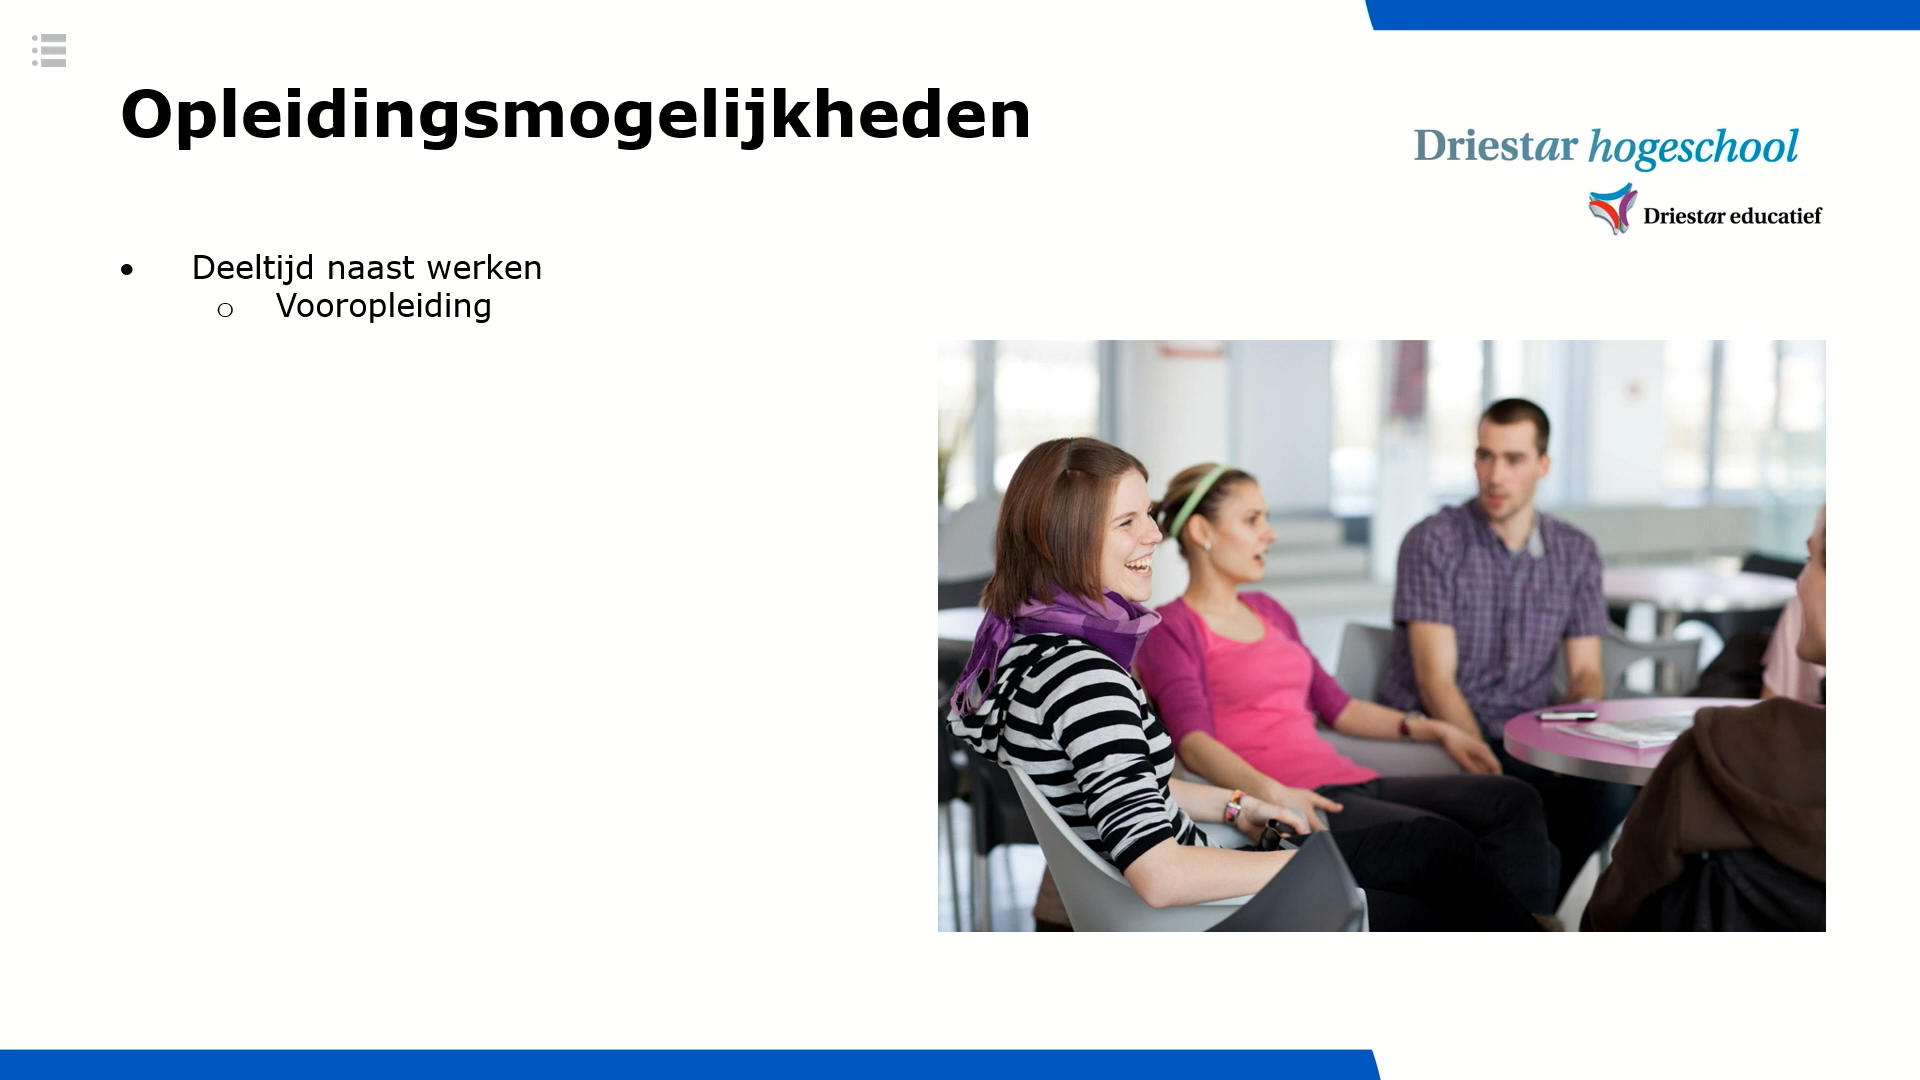 Opleidingsmogelijkheden
Driestar hogeschool
Driestar educatief
• Deeltijd naast werken
o Vooropleiding